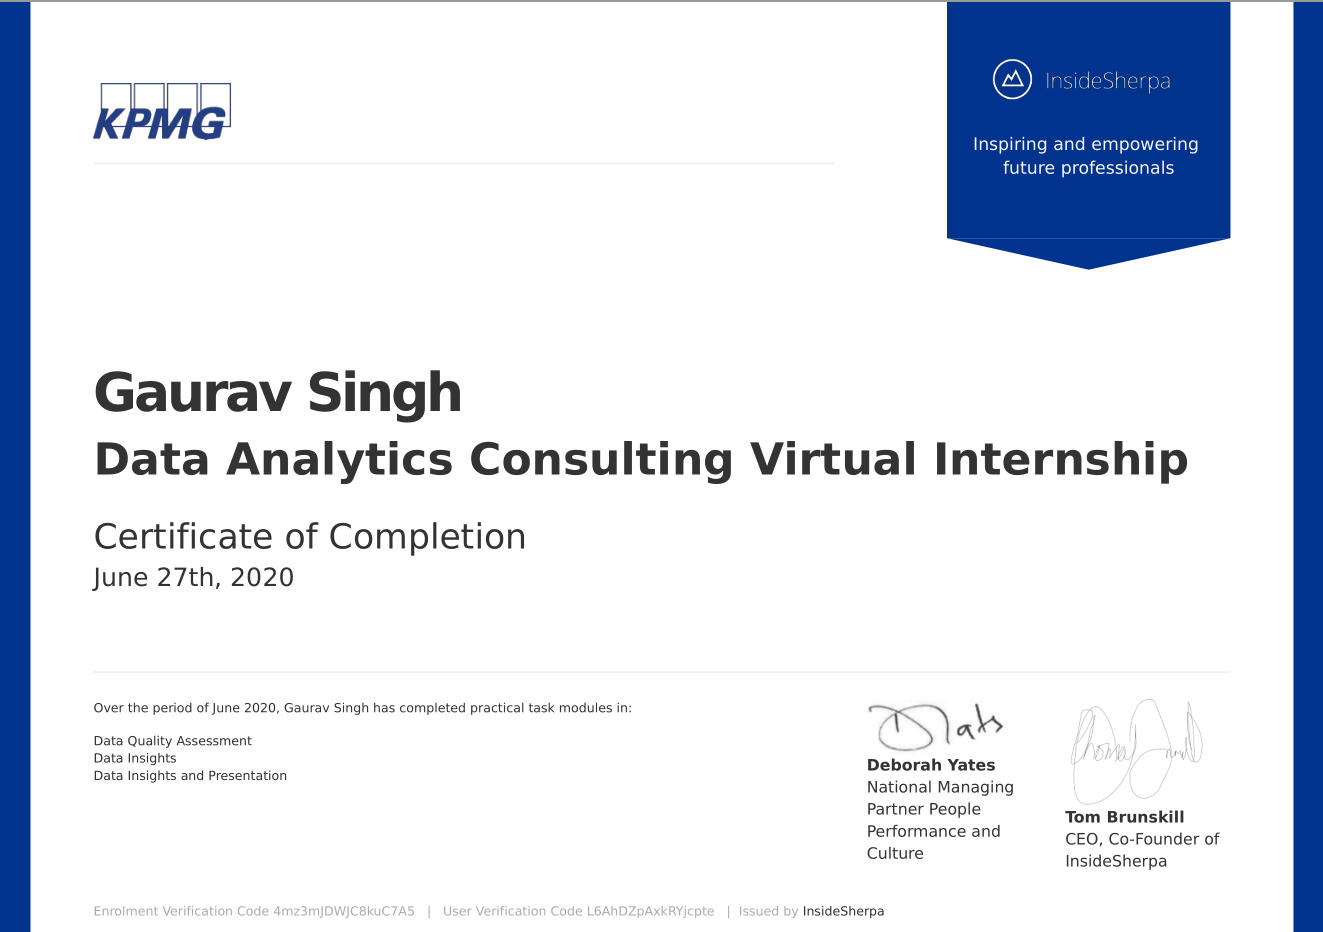 KPMG
InsideSherpa
Inspiring and empowering
future professionals
Gaurav Singh
Data Analytics Consulting Virtual Internship
Certificate of Completion
June 27th, 2020
Over the period of June 2020, Gaurav Singh has completed practical task modules in:
Data Quality Assessment
Data Insights
Data Insights and Presentation
Deborah Yates
National Managing
Partner People
Performance and
Culture
Tom Brunskill
CEO, Co-Founder of
InsideSherpa
Enrolment Verification Code 4mz3mJDWJC8kuC7A5 | User Verification Code L6AhDZpAxkRYjcpte | Issued by InsideSherpa